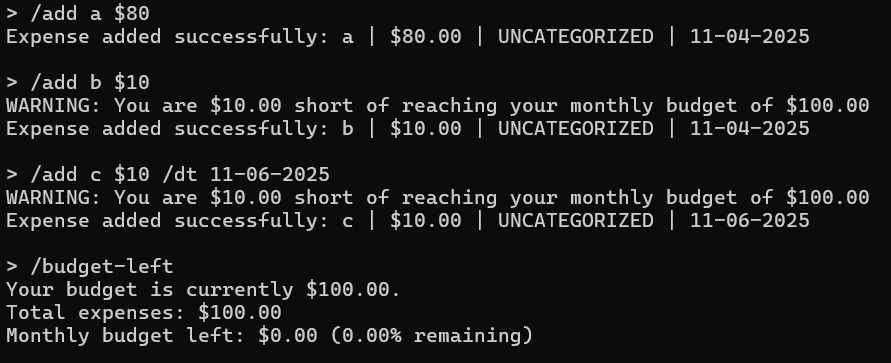 > /add a $80
Expense added successfully: a | $80.00 | UNCATEGORIZED | 11-04-2025
> /add b $10
WARNING: You are $10.00 short of reaching your monthly budget of $100.00
Expense added successfully: b | $10.00 | UNCATEGORIZED | 11-04-2025
> /add c $10 /dt 11-06-2025
WARNING: You are $10.00 short of reaching your monthly budget of $100.00
Expense added successfully: c | $10.00 | UNCATEGORIZED | 11-06-2025
> /budget-left
Your budget is currently $100.00.
Total expenses: $100.00
Monthly budget left: $0.00 (0.00% remaining)